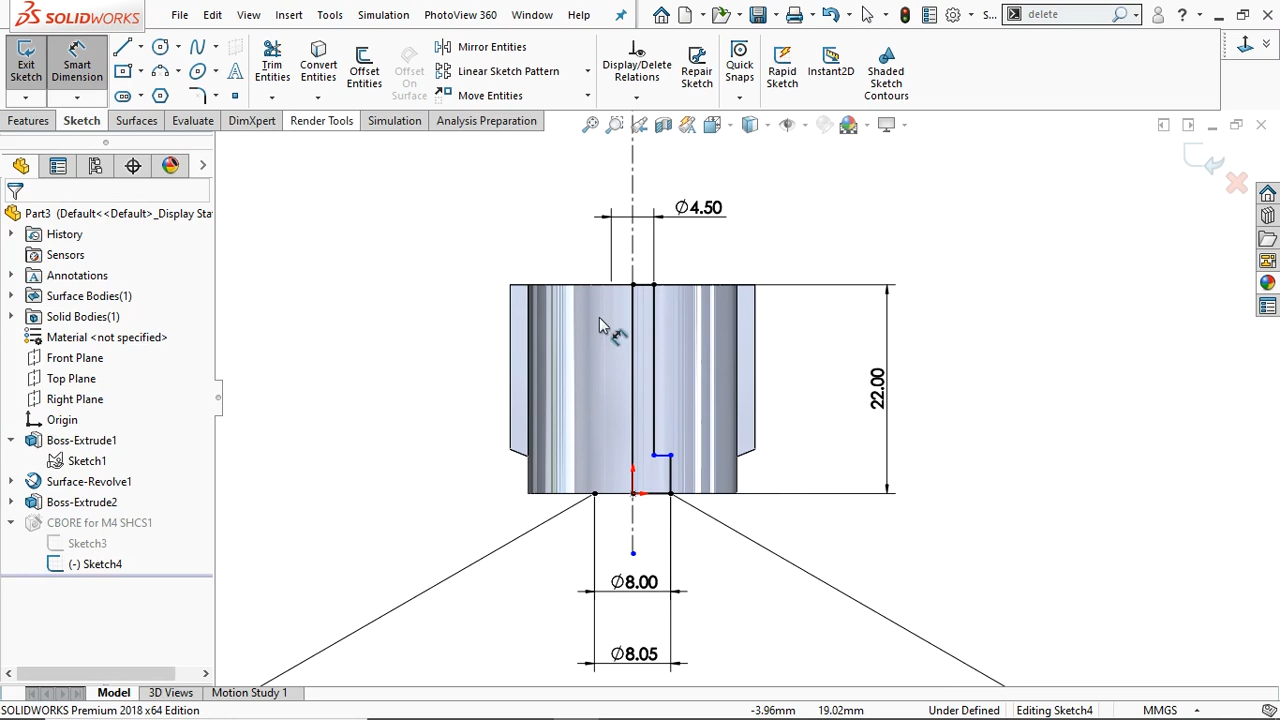 SOLIDWORKS File Edit View Insert Tools Simulation PhotoView 360 Window Help S... delete ?
Exit Sketch
Smart Dimension
Trim Entities
Convert Entities
Offset Entities
Offset On Surface
Mirror Entities
Linear Sketch Pattern
Move Entities
Display/Delete Relations
Repair Sketch
Quick Snaps
Rapid Sketch
Instant2D
Shaded Sketch Contours
Features Sketch Surfaces Evaluate DimXpert Render Tools Simulation Analysis Preparation
Part3 (Default<<Default>_Display Sta
History
Sensors
Annotations
Surface Bodies(1)
Solid Bodies(1)
Material <not specified>
Front Plane
Top Plane
Right Plane
Origin
Boss-Extrude1
Sketch1
Surface-Revolve1
Boss-Extrude2
CBORE for M4 SHCS1
Sketch3
(-) Sketch4
Ø4.50
22.00
Ø8.00
Ø8.05
Model 3D Views Motion Study 1
SOLIDWORKS Premium 2018 x64 Edition -3.96mm 19.02mm Under Defined Editing Sketch4 MMGS